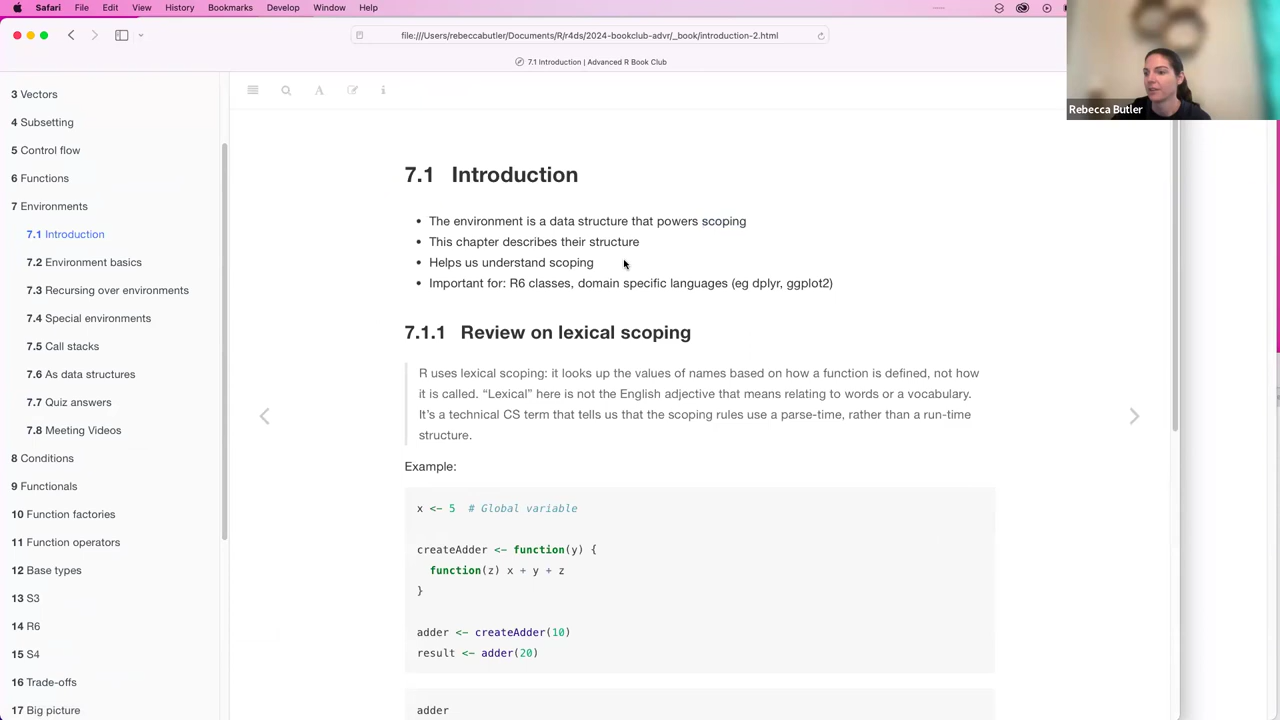 Safari File Edit View History Bookmarks Develop Window Help
file:///Users/rebeccabutler/Documents/R/r4ds/2024-bookclub-advr/_book/introduction-2.html
7.1 Introduction | Advanced R Book Club
Rebecca Butler
3 Vectors
4 Subsetting
5 Control flow
6 Functions
7 Environments
7.1 Introduction
7.2 Environment basics
7.3 Recursing over environments
7.4 Special environments
7.5 Call stacks
7.6 As data structures
7.7 Quiz answers
7.8 Meeting Videos
8 Conditions
9 Functionals
10 Function factories
11 Function operators
12 Base types
13 S3
14 R6
15 S4
16 Trade-offs
17 Big picture
7.1 Introduction
• The environment is a data structure that powers scoping
• This chapter describes their structure
• Helps us understand scoping
• Important for: R6 classes, domain specific languages (eg dplyr, ggplot2)
7.1.1 Review on lexical scoping
R uses lexical scoping: it looks up the values of names based on how a function is defined, not how
it is called. “Lexical” here is not the English adjective that means relating to words or a vocabulary.
It’s a technical CS term that tells us that the scoping rules use a parse-time, rather than a run-time
structure.
Example:
x <- 5 # Global variable
createAdder <- function(y) {
function(z) x + y + z
}
adder <- createAdder(10)
result <- adder(20)
adder